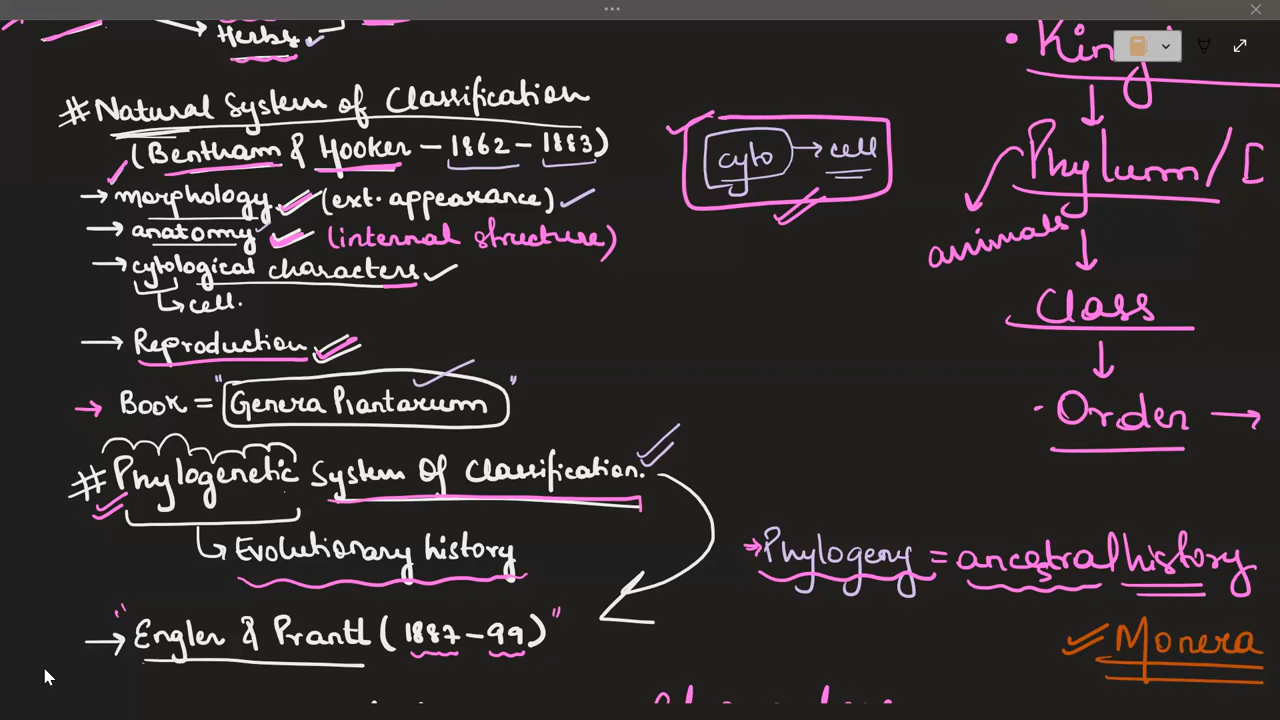 Herbs
# Natural System of Classification
(Bentham & Hooker - 1862 - 1883)
→ morphology (ext. appearance)
→ anatomy (internal structure)
→ cytological characters
↳ cell.
→ Reproduction
→ Book = "Genera Plantarum"
# Phylogenetic System Of Classification.
↳ Evolutionary history
→ "Engler & Prantl (1887-99)"
cyto → cell
Phylum/
animals
↓
Class
↓
Order →
→ Phylogeny = ancestral history
Monera